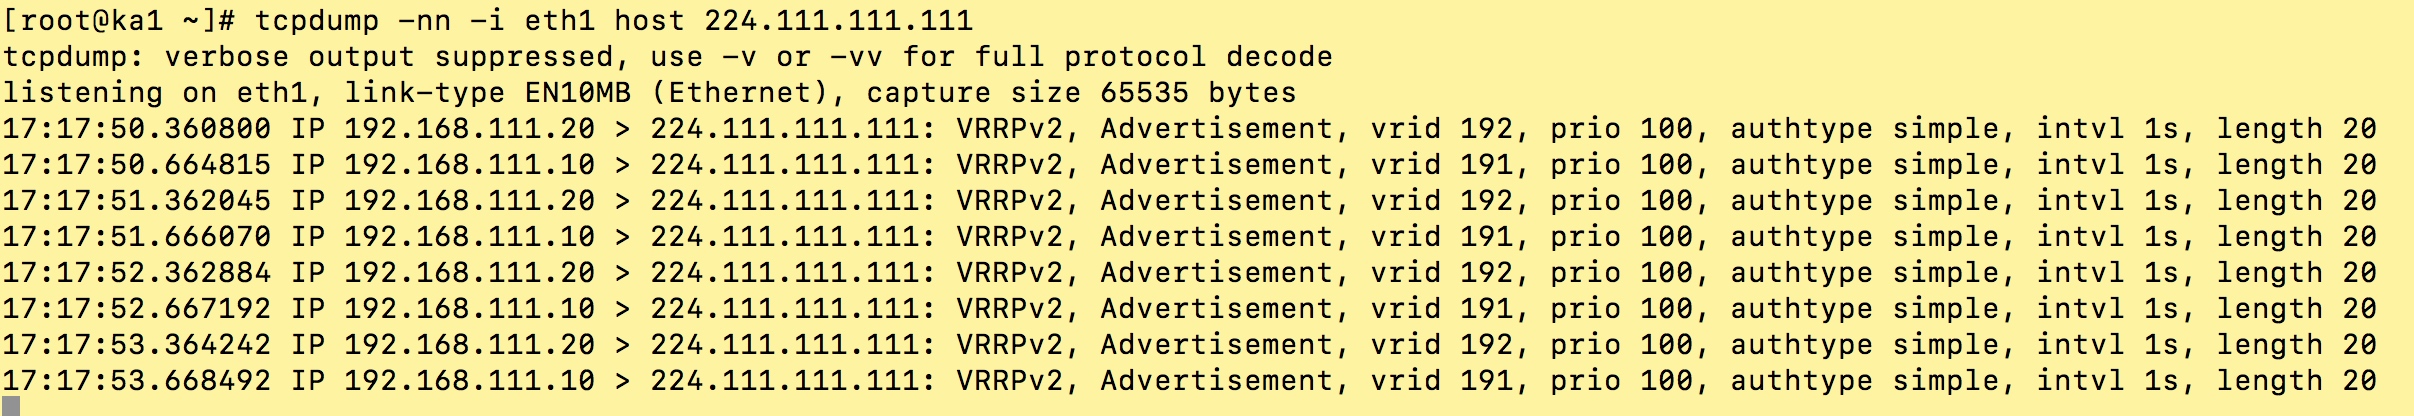 [root@ka1 ~]# tcpdump -nn -i eth1 host 224.111.111.111
tcpdump: verbose output suppressed, use -v or -vv for full protocol decode
listening on eth1, link-type EN10MB (Ethernet), capture size 65535 bytes
17:17:50.360800 IP 192.168.111.20 > 224.111.111.111: VRRPv2, Advertisement, vrid 192, prio 100, authtype simple, intvl 1s, length 20
17:17:50.664815 IP 192.168.111.10 > 224.111.111.111: VRRPv2, Advertisement, vrid 191, prio 100, authtype simple, intvl 1s, length 20
17:17:51.362045 IP 192.168.111.20 > 224.111.111.111: VRRPv2, Advertisement, vrid 192, prio 100, authtype simple, intvl 1s, length 20
17:17:51.666070 IP 192.168.111.10 > 224.111.111.111: VRRPv2, Advertisement, vrid 191, prio 100, authtype simple, intvl 1s, length 20
17:17:52.362884 IP 192.168.111.20 > 224.111.111.111: VRRPv2, Advertisement, vrid 192, prio 100, authtype simple, intvl 1s, length 20
17:17:52.667192 IP 192.168.111.10 > 224.111.111.111: VRRPv2, Advertisement, vrid 191, prio 100, authtype simple, intvl 1s, length 20
17:17:53.364242 IP 192.168.111.20 > 224.111.111.111: VRRPv2, Advertisement, vrid 192, prio 100, authtype simple, intvl 1s, length 20
17:17:53.668492 IP 192.168.111.10 > 224.111.111.111: VRRPv2, Advertisement, vrid 191, prio 100, authtype simple, intvl 1s, length 20